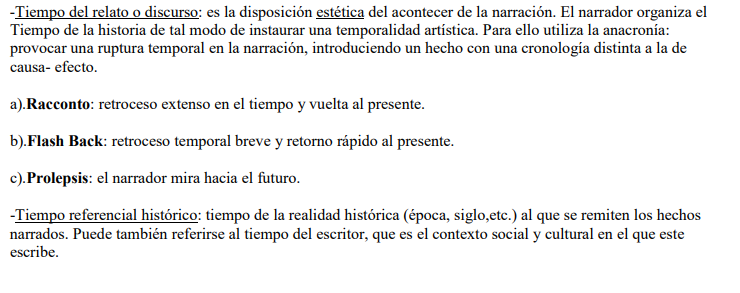 -Tiempo del relato o discurso: es la disposición estética del acontecer de la narración. El narrador organiza el
Tiempo de la historia de tal modo de instaurar una temporalidad artística. Para ello utiliza la anacronía:
provocar una ruptura temporal en la narración, introduciendo un hecho con una cronología distinta a la de
causa- efecto.
a).Racconto: retroceso extenso en el tiempo y vuelta al presente.
b).Flash Back: retroceso temporal breve y retorno rápido al presente.
c).Prolepsis: el narrador mira hacia el futuro.
-Tiempo referencial histórico: tiempo de la realidad histórica (época, siglo,etc.) al que se remiten los hechos
narrados. Puede también referirse al tiempo del escritor, que es el contexto social y cultural en el que este
escribe.